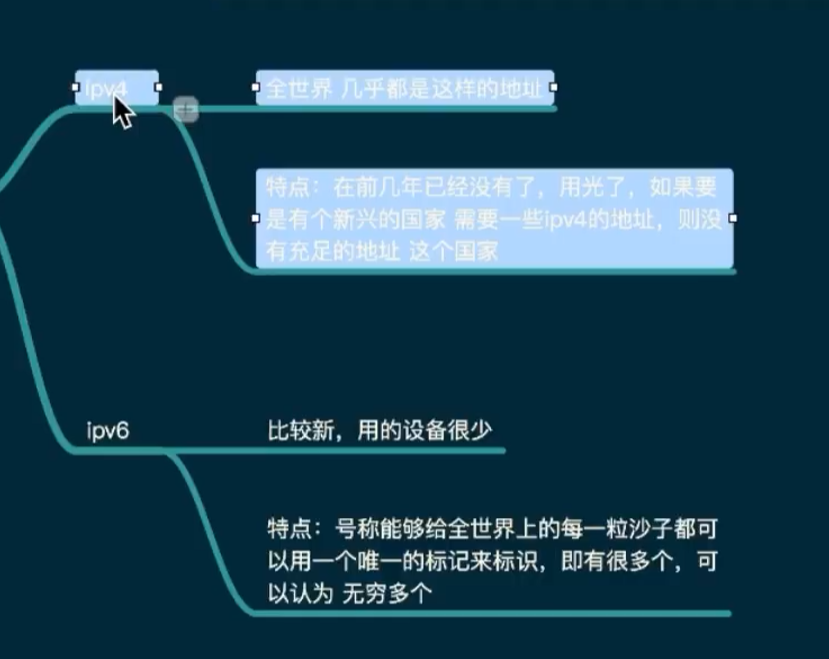 ipv4
全世界 几乎都是这样的地址
特点：在前几年已经没有了，用光了，如果要
是有个新兴的国家 需要一些ipv4的地址，则没
有充足的地址 这个国家
ipv6
比较新，用的设备很少
特点：号称能够给全世界上的每一粒沙子都可
以用一个唯一的标记来标识，即有很多个，可
以认为 无穷多个